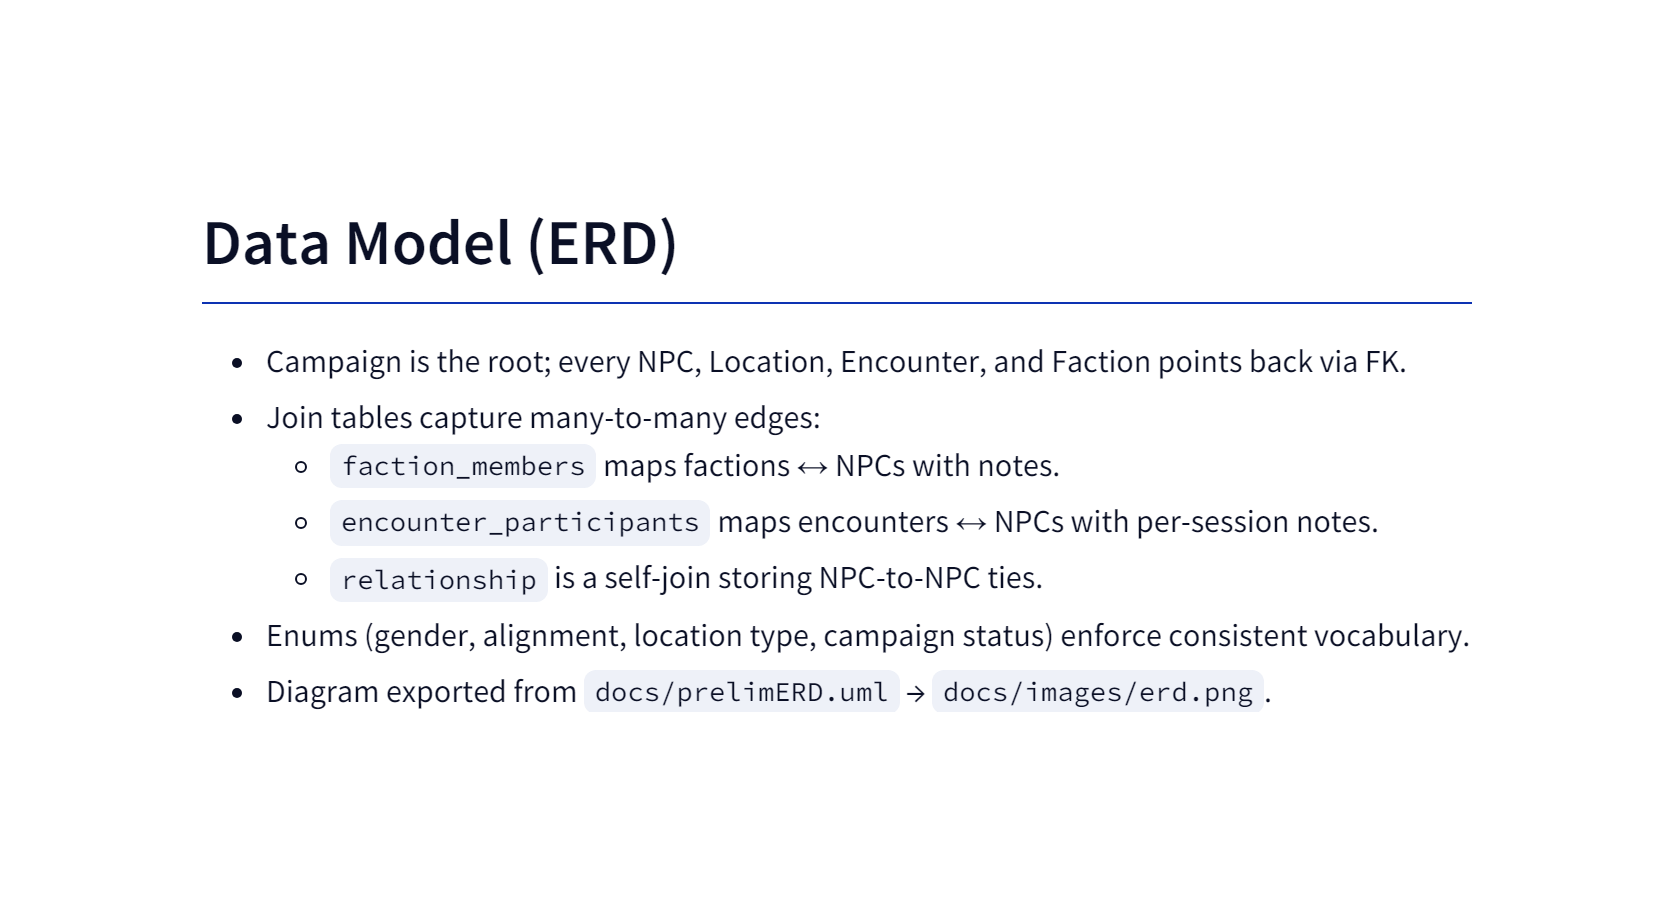 Data Model (ERD)
• Campaign is the root; every NPC, Location, Encounter, and Faction points back via FK.
• Join tables capture many-to-many edges:
◦ faction_members maps factions ↔ NPCs with notes.
◦ encounter_participants maps encounters ↔ NPCs with per-session notes.
◦ relationship is a self-join storing NPC-to-NPC ties.
• Enums (gender, alignment, location type, campaign status) enforce consistent vocabulary.
• Diagram exported from docs/prelimERD.uml → docs/images/erd.png.